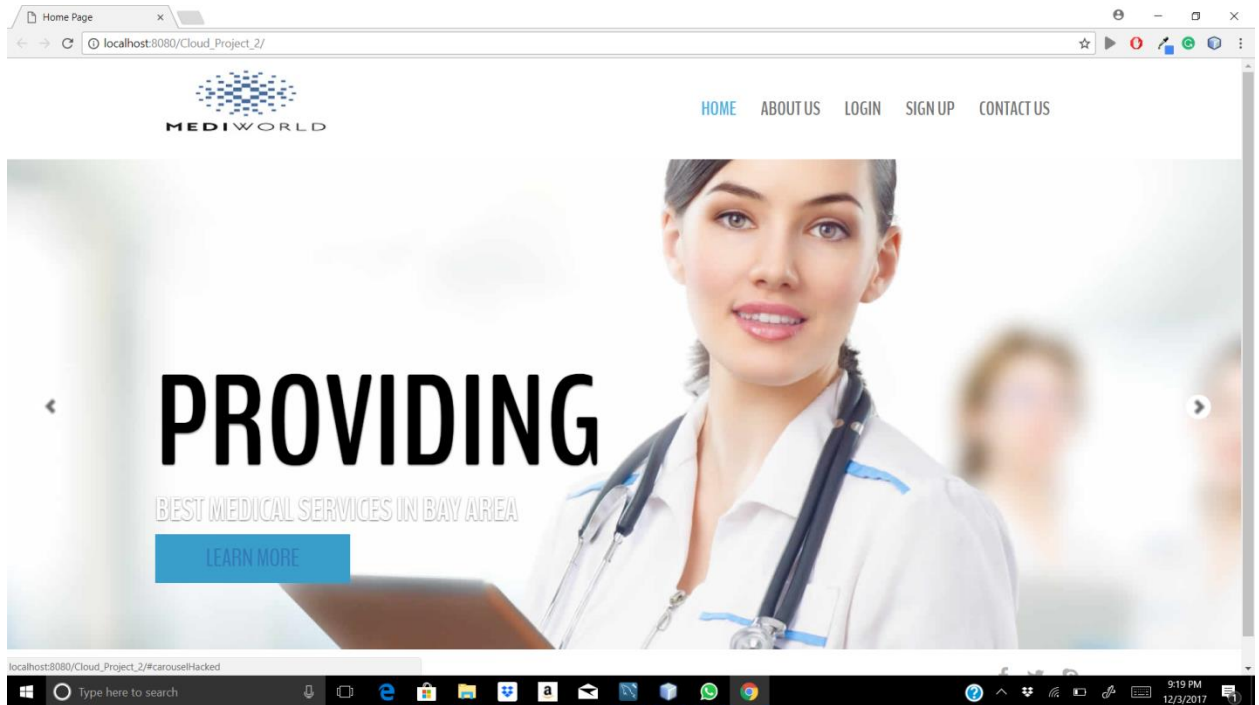 Home Page
localhost:8080/Cloud_Project_2/
MEDIWORLD
HOME ABOUT US LOGIN SIGN UP CONTACT US
PROVIDING
BEST MEDICAL SERVICES IN BAY AREA
LEARN MORE
localhost:8080/Cloud_Project_2/#carouselHacked
Type here to search
9:19 PM
12/3/2017